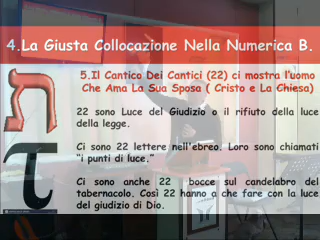 4.La Giusta Collocazione Nella Numerica B.
5.Il Cantico Dei Cantici (22) ci mostra l'uomo
Che Ama La Sua Sposa ( Cristo e La Chiesa)
22 sono Luce del Giudizio o il rifiuto della luce
della legge.
Ci sono 22 lettere nell'ebreo. Loro sono chiamati
"i punti di luce."
Ci sono anche 22 bocce sul candelabro del
tabernacolo. Così 22 hanno a che fare con la luce
del giudizio di Dio.
ת